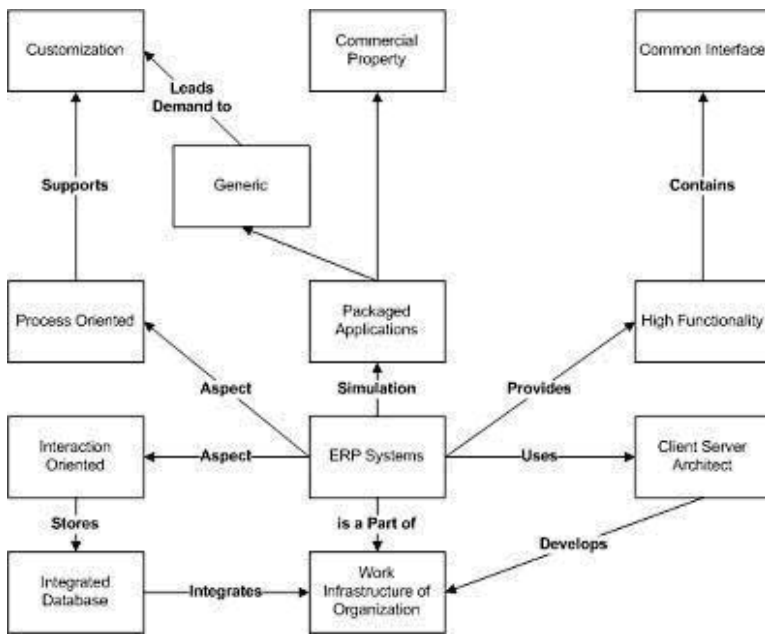 Customization
Commercial
Property
Common Interface
Leads
Demand to
Generic
Supports
Contains
Process Oriented
Packaged
Applications
High Functionality
Aspect
Simulation
Provides
Interaction
Oriented
Aspect
ERP Systems
Uses
Client Server
Architect
Stores
is a Part of
Develops
Integrated
Database
Integrates
Work
Infrastructure of
Organization